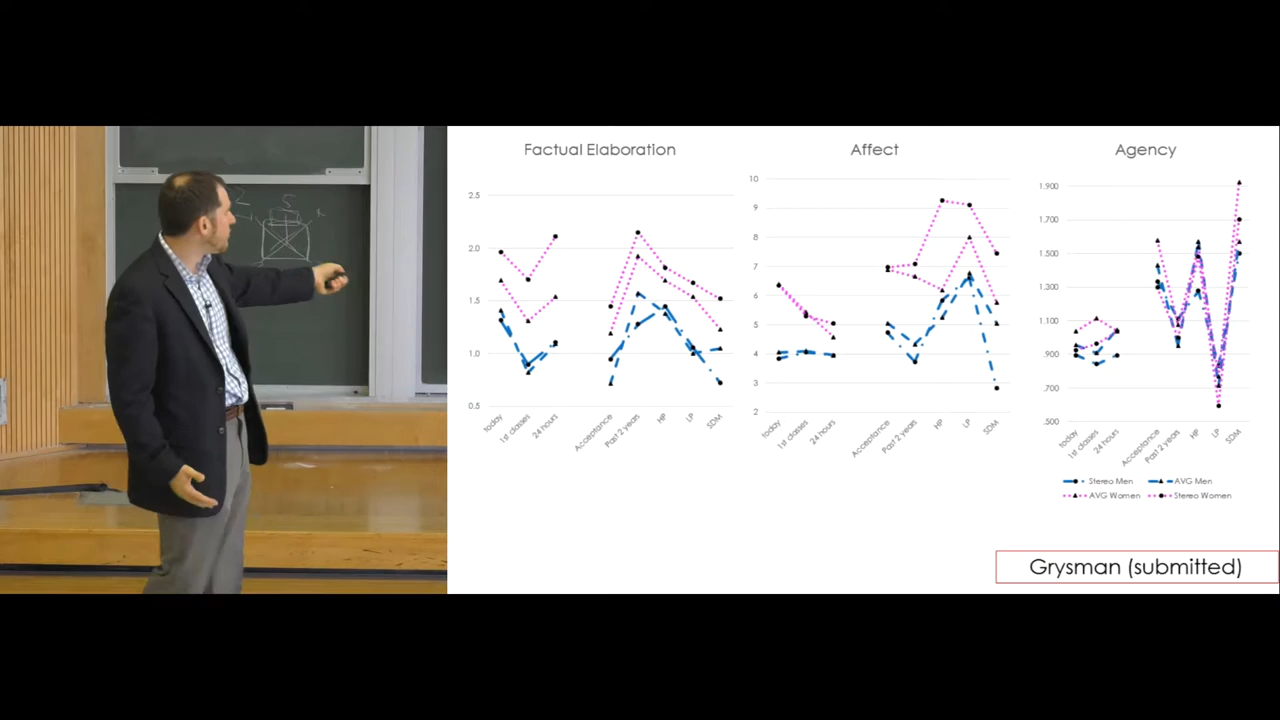 2 5
Factual Elaboration
2.5
2.0
1.5
1.0
0.5
today
1st classes
24 hours
Acceptance
Past 2 years
HP
LP
SDM
Affect
10
9
8
7
6
5
4
3
2
today
1st classes
24 hours
Acceptance
Past 2 years
HP
LP
SDM
Agency
1.900
1.700
1.500
1.300
1.100
.900
.700
.500
today
1st classes
24 hours
Acceptance
Past 2 years
HP
LP
SDM
Stereo Men AVG Men
AVG Women Stereo Women
Grysman (submitted)